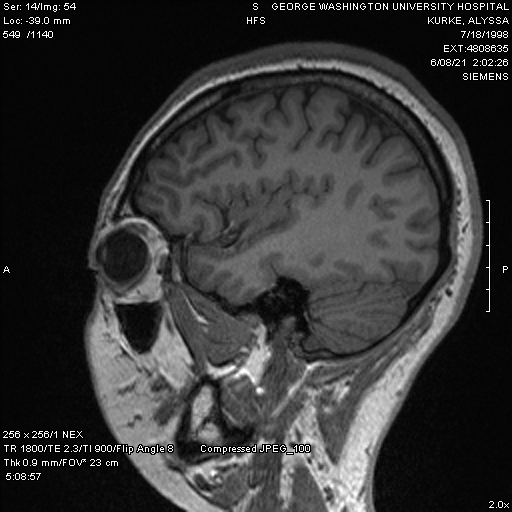 Ser: 14/Img: 54
Loc: -39.0 mm
549 /1140
S
HFS
GEORGE WASHINGTON UNIVERSITY HOSPITAL
KURKE, ALYSSA
7/18/1998
EXT:4808635
6/08/21 2:02:26
SIEMENS
A
P
256 x 256/1 NEX
TR 1800/TE 2.3/TI 900/Flip Angle 8
Compressed JPEG_100
Thk 0.9 mm/FOV* 23 cm
5:08:57
2.0x